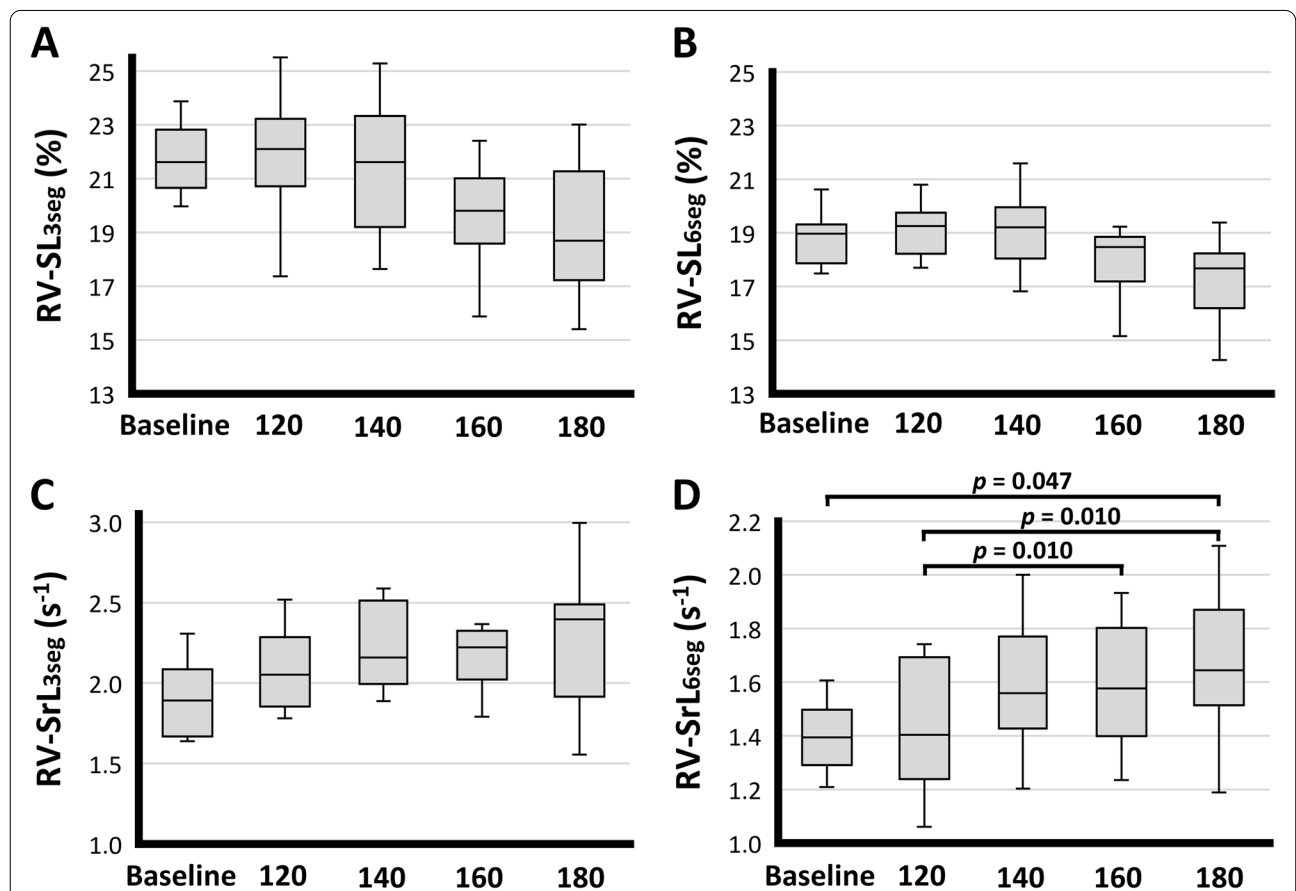 A
RV-SL3seg (%)
25
23
21
19
17
15
13
Baseline 120 140 160 180
B
RV-SL6seg (%)
25
23
21
19
17
15
13
Baseline 120 140 160 180
C
RV-SrL3seg (s-1)
3.0
2.5
2.0
1.5
1.0
Baseline 120 140 160 180
D
p = 0.047
p = 0.010
p = 0.010
RV-SrL6seg (s-1)
2.2
2.0
1.8
1.6
1.4
1.2
1.0
Baseline 120 140 160 180